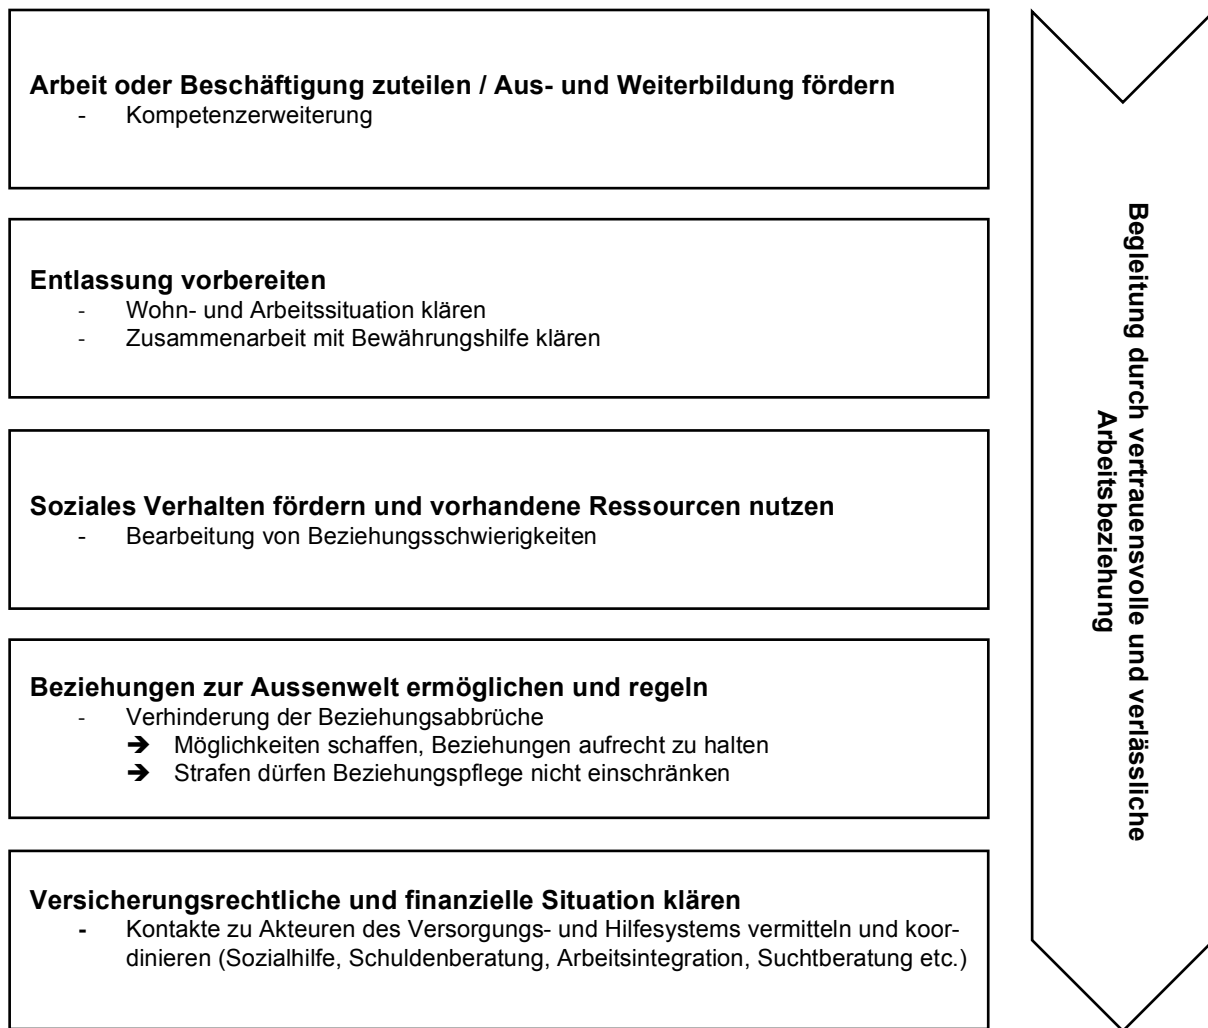 Arbeit oder Beschäftigung zuteilen / Aus- und Weiterbildung fördern
- Kompetenzerweiterung
Entlassung vorbereiten
- Wohn- und Arbeitssituation klären
- Zusammenarbeit mit Bewährungshilfe klären
Soziales Verhalten fördern und vorhandene Ressourcen nutzen
- Bearbeitung von Beziehungsschwierigkeiten
Beziehungen zur Aussenwelt ermöglichen und regeln
- Verhinderung der Beziehungsabbrüche
➔ Möglichkeiten schaffen, Beziehungen aufrecht zu halten
➔ Strafen dürfen Beziehungspflege nicht einschränken
Versicherungsrechtliche und finanzielle Situation klären
- Kontakte zu Akteuren des Versorgungs- und Hilfesystems vermitteln und koor-
dinieren (Sozialhilfe, Schuldenberatung, Arbeitsintegration, Suchtberatung etc.)
Begleitung durch vertrauensvolle und verlässliche
Arbeitsbeziehung